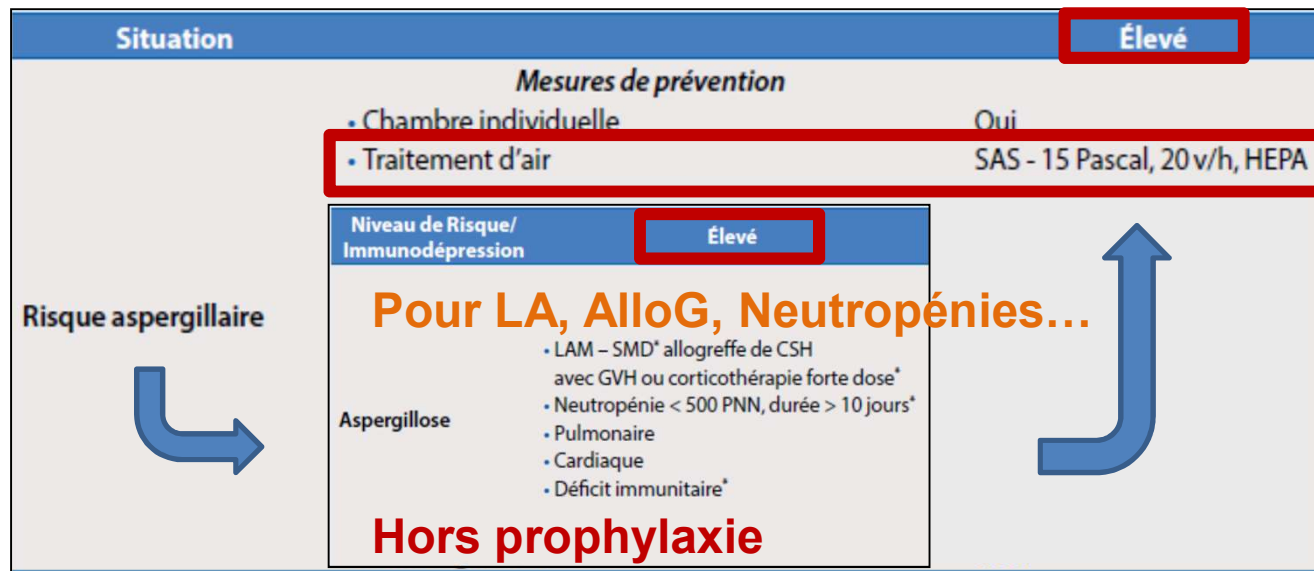 Situation Élevé
Mesures de prévention
• Chambre individuelle Oui
• Traitement d'air SAS - 15 Pascal, 20 v/h, HEPA
Niveau de Risque/ Élevé
Immunodépression
Risque aspergillaire
Pour LA, AlloG, Neutropénies…
• LAM – SMD* allogreffe de CSH
avec GVH ou corticothérapie forte dose*
• Neutropénie < 500 PNN, durée > 10 jours*
Aspergillose
• Pulmonaire
• Cardiaque
• Déficit immunitaire*
Hors prophylaxie